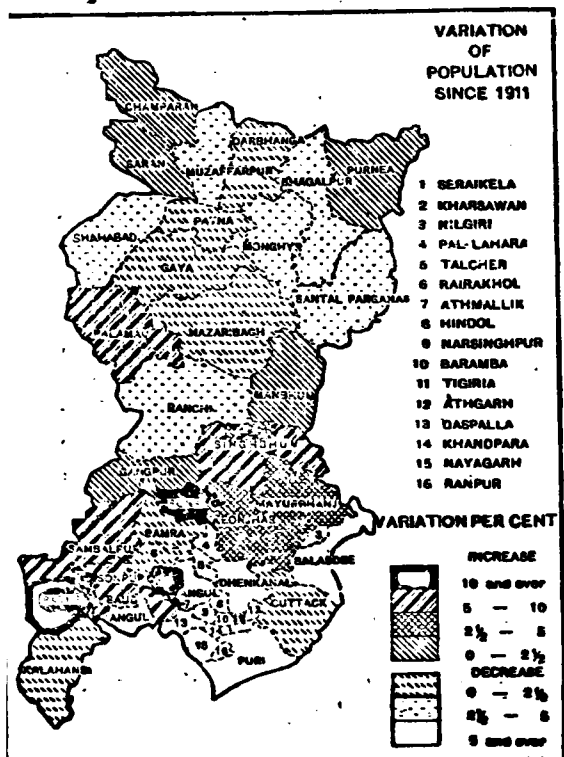 VARIATION
OF
POPULATION
SINCE 1911
CHAMPARAN
SARAN
MUZAFFARPUR
DARBHANGA
BHAGALPUR
PURNEA
SHAHABAD
PATNA
MONGHYR
GAYA
SANTAL PARGANAS
PALAMAU
HAZARIBAGH
RANCHI
MANBHUM
SINGHBHUM
GANGPUR
MAYURBHANJ
KEONJHAR
BAMRA
SAMBALPUR
BALASORE
DHENKANAL
ANGUL
ANGUL
CUTTACK
PURI
KALAHANDI
1 SERAIKELA
2 KHARSAWAN
3 NILGIRI
4 PAL-LAHARA
5 TALCHER
6 RAIRAKHOL
7 ATHMALLIK
8 HINDOL
9 NARSINGHPUR
10 BARAMBA
11 TIGIRIA
12 ATHGARH
13 DASPALLA
14 KHANDPARA
15 NAYAGARH
16 RANPUR
VARIATION PER CENT
INCREASE
10 and over
5 — 10
2½ — 5
0 — 2½
DECREASE
0 — 2½
2½ — 5
5 and over